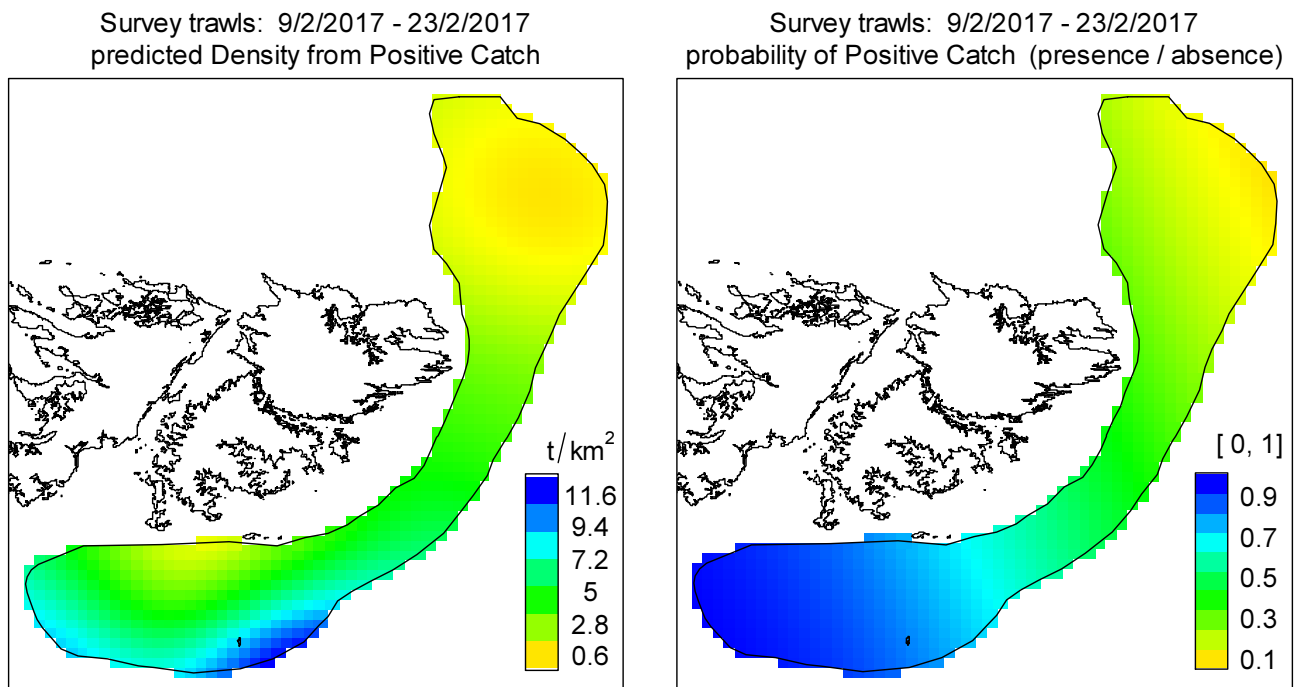 Survey trawls: 9/2/2017 - 23/2/2017
predicted Density from Positive Catch
t/km²
11.6
9.4
7.2
5
2.8
0.6
Survey trawls: 9/2/2017 - 23/2/2017
probability of Positive Catch (presence / absence)
[ 0, 1]
0.9
0.7
0.5
0.3
0.1